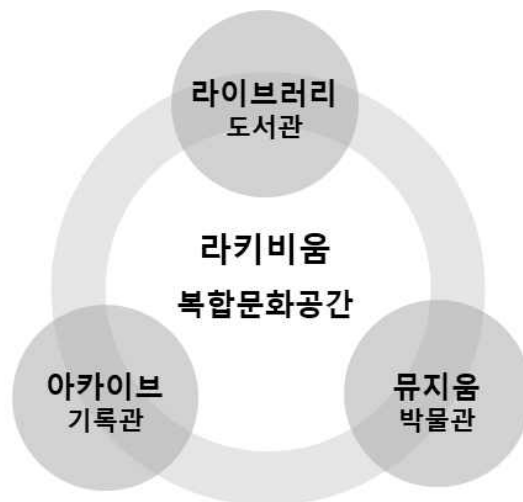 라이브러리
도서관
라키비움
복합문화공간
아카이브
기록관
뮤지움
박물관